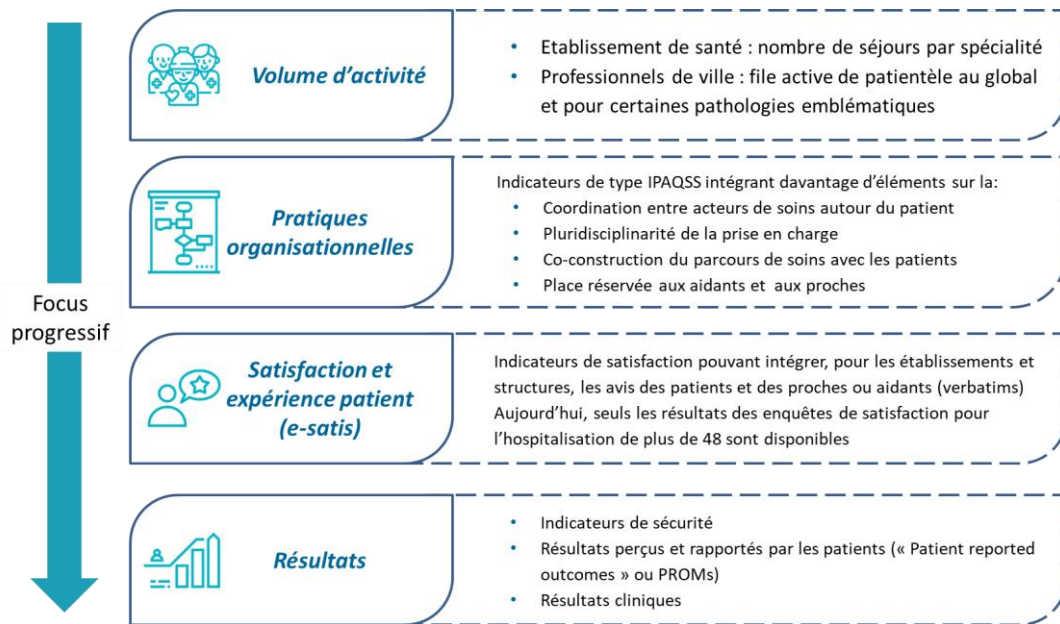 Volume d'activité
• Etablissement de santé : nombre de séjours par spécialité
• Professionnels de ville : file active de patientèle au global
et pour certaines pathologies emblématiques
Pratiques
organisationnelles
Indicateurs de type IPAQSS intégrant davantage d'éléments sur la:
• Coordination entre acteurs de soins autour du patient
• Pluridisciplinarité de la prise en charge
• Co-construction du parcours de soins avec les patients
• Place réservée aux aidants et aux proches
Focus
progressif
Satisfaction et
expérience patient
(e-satis)
Indicateurs de satisfaction pouvant intégrer, pour les établissements et
structures, les avis des patients et des proches ou aidants (verbatims)
Aujourd'hui, seuls les résultats des enquêtes de satisfaction pour
l'hospitalisation de plus de 48 sont disponibles
Résultats
• Indicateurs de sécurité
• Résultats perçus et rapportés par les patients (« Patient reported
outcomes » ou PROMs)
• Résultats cliniques